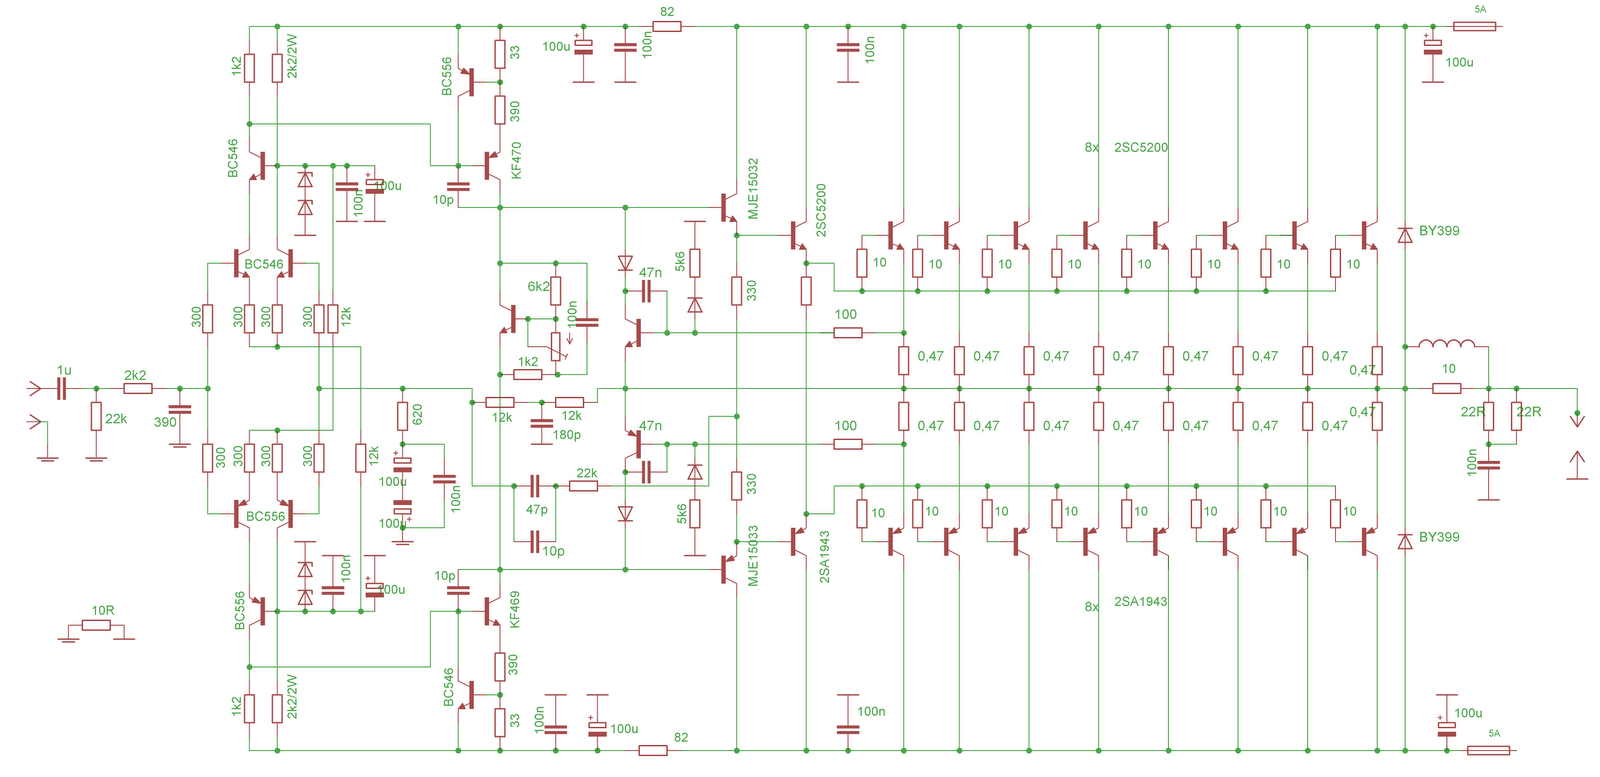 82
5A
1k2
2k2/2W
BC556
33
100u
100n
100n
100u
390
BC546
KF470
8x 2SC5200
100n
100u
10p
MJE15032
2SC5200
BC546
5k6
47n
10
10
10
10
10
10
10
10
BY399
6k2
330
100n
300
300
300
300
12k
100
1k2
0,47
0,47
0,47
0,47
0,47
0,47
0,47
0,47
10
1u
2k2
22k
390
620
12k
12k
180p
47n
100
0,47
0,47
0,47
0,47
0,47
0,47
0,47
0,47
22R
22R
300
300
300
300
12k
100u
100n
22k
47p
330
5k6
100n
BC556
100u
10p
10
10
10
10
10
10
10
10
BY399
MJE15033
2SA1943
100n
100u
10p
BC556
KF469
8x 2SA1943
10R
390
BC546
1k2
2k2/2W
33
100n
100u
100n
100u
82
5A